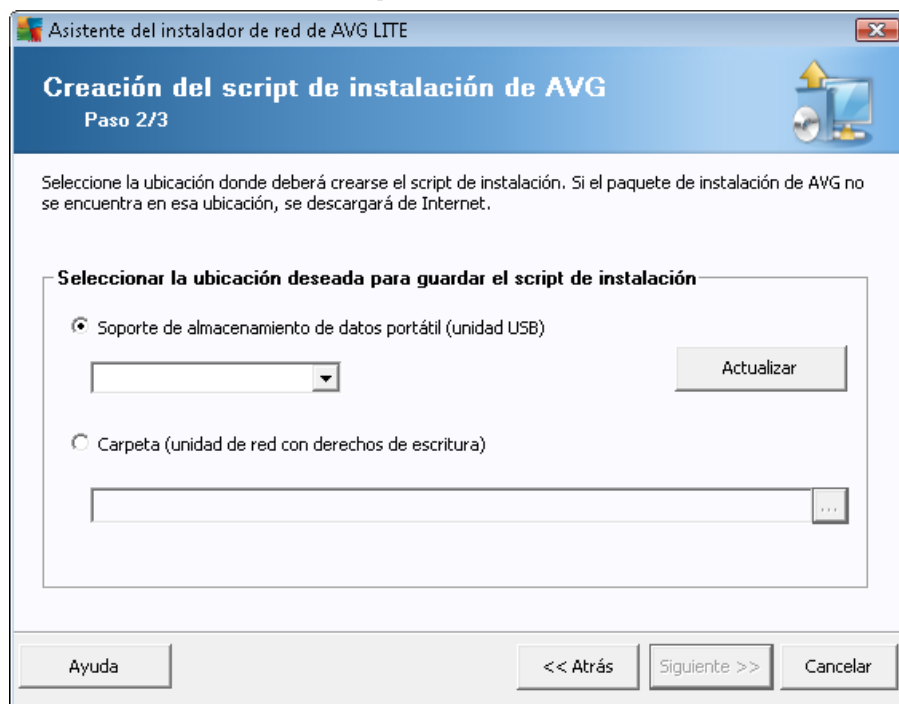 Asistente del instalador de red de AVG LITE
Creación del script de instalación de AVG
Paso 2/3
Seleccione la ubicación donde deberá crearse el script de instalación. Si el paquete de instalación de AVG no
se encuentra en esa ubicación, se descargará de Internet.
Seleccionar la ubicación deseada para guardar el script de instalación
Soporte de almacenamiento de datos portátil (unidad USB)
Actualizar
Carpeta (unidad de red con derechos de escritura)
...
Ayuda
<< Atrás
Siguiente >>
Cancelar